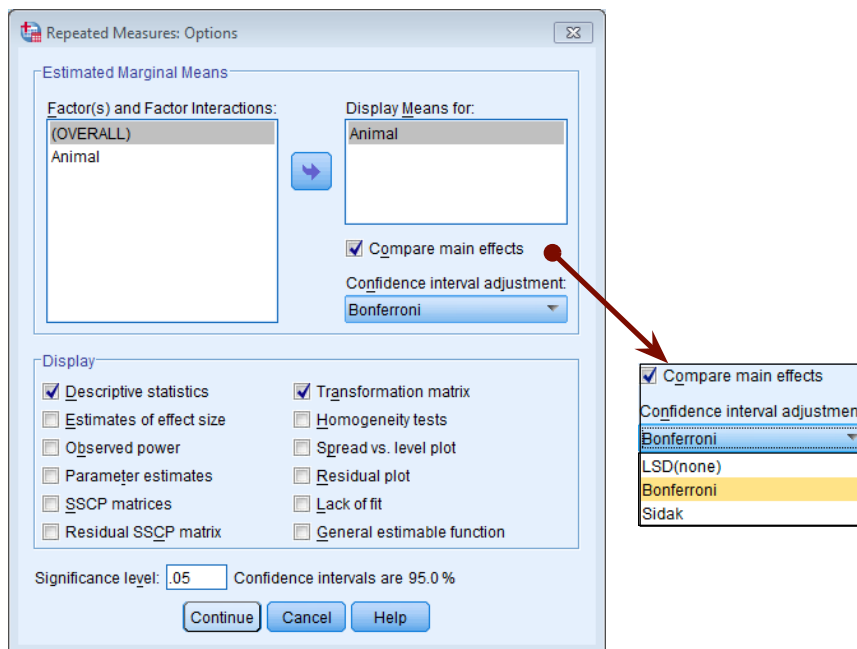 Repeated Measures: Options
Estimated Marginal Means
Factor(s) and Factor Interactions:
(OVERALL)
Animal
Display Means for:
Animal
Compare main effects
Confidence interval adjustment:
Bonferroni
Display
Descriptive statistics
Transformation matrix
Estimates of effect size
Homogeneity tests
Observed power
Spread vs. level plot
Parameter estimates
Residual plot
SSCP matrices
Lack of fit
Residual SSCP matrix
General estimable function
Significance level: .05 Confidence intervals are 95.0 %
Continue Cancel Help
Compare main effects
Confidence interval adjustmen
Bonferroni
LSD(none)
Bonferroni
Sidak